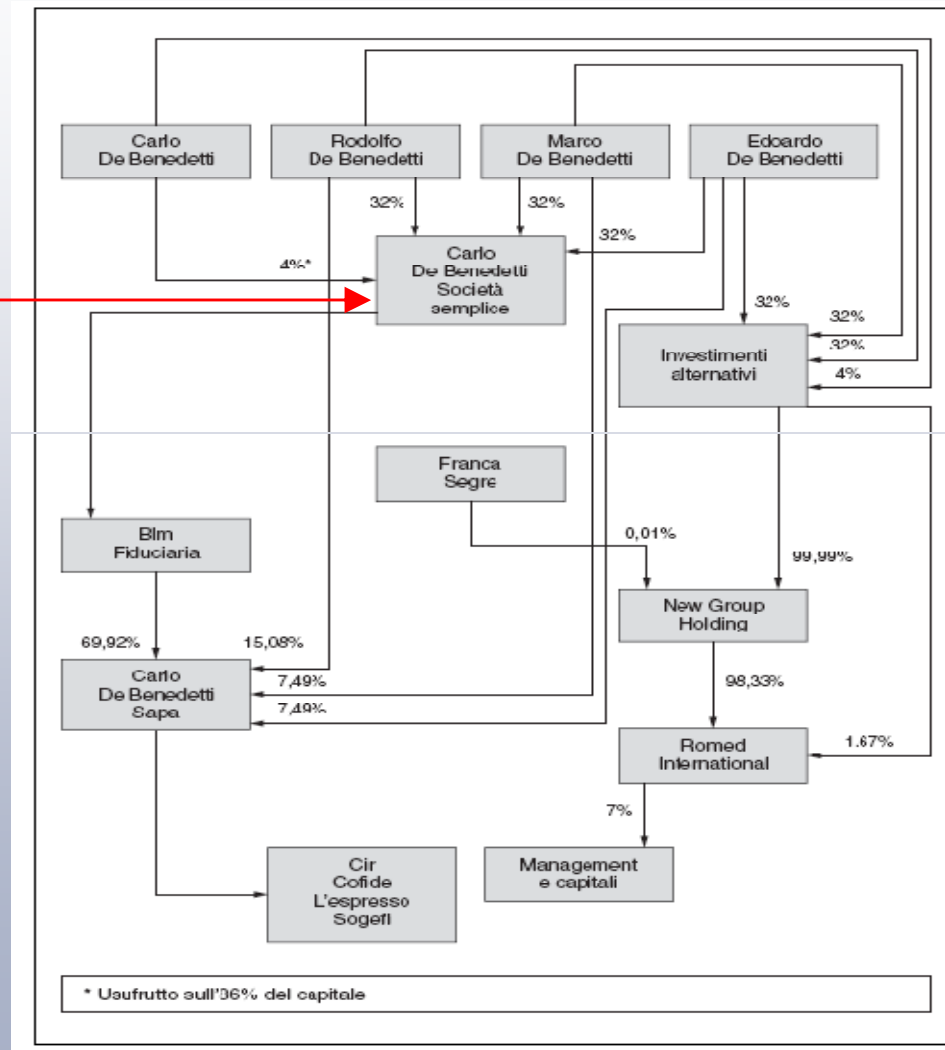 Carlo
De Benedetti
Rodolfo
De Benedetti
Marco
De Benedetti
Edoardo
De Benedetti
32%
32%
32%
4%*
Carlo
De Benedetti
Società
semplice
32%
32%
32%
4%
Investimenti
alternativi
Franca
Segre
Bim
Fiduciaria
0,01%
99,99%
New Group
Holding
69,92%
15,08%
7,49%
7,49%
Carlo
De Benedetti
Sapa
98,33%
1.67%
Romed
International
7%
Cir
Cofide
L'espresso
Sogefi
Management
e capitali
* Usufrutto sull'96% del capitale